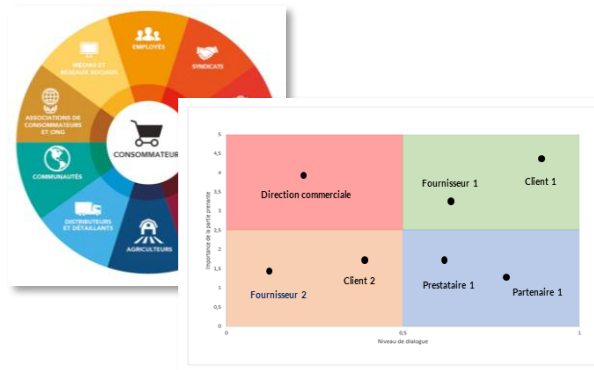 EMPLOYÉS
SYNDICATS
MÉDIAS ET
RÉSEAUX SOCIAUX
ASSOCIATIONS DE
CONSOMMATEURS
ET ONG
CONSOMMATEUR
COMMUNAUTÉS
DISTRIBUTEURS
ET DÉTAILLANTS
AGRICULTEURS
Importance de la partie prenante
5
4,5
4
3,5
3
2,5
2
1,5
1
0,5
0
Direction commerciale
Fournisseur 1
Client 1
Fournisseur 2
Client 2
Prestataire 1
Partenaire 1
0
0,5
1
Niveau de dialogue